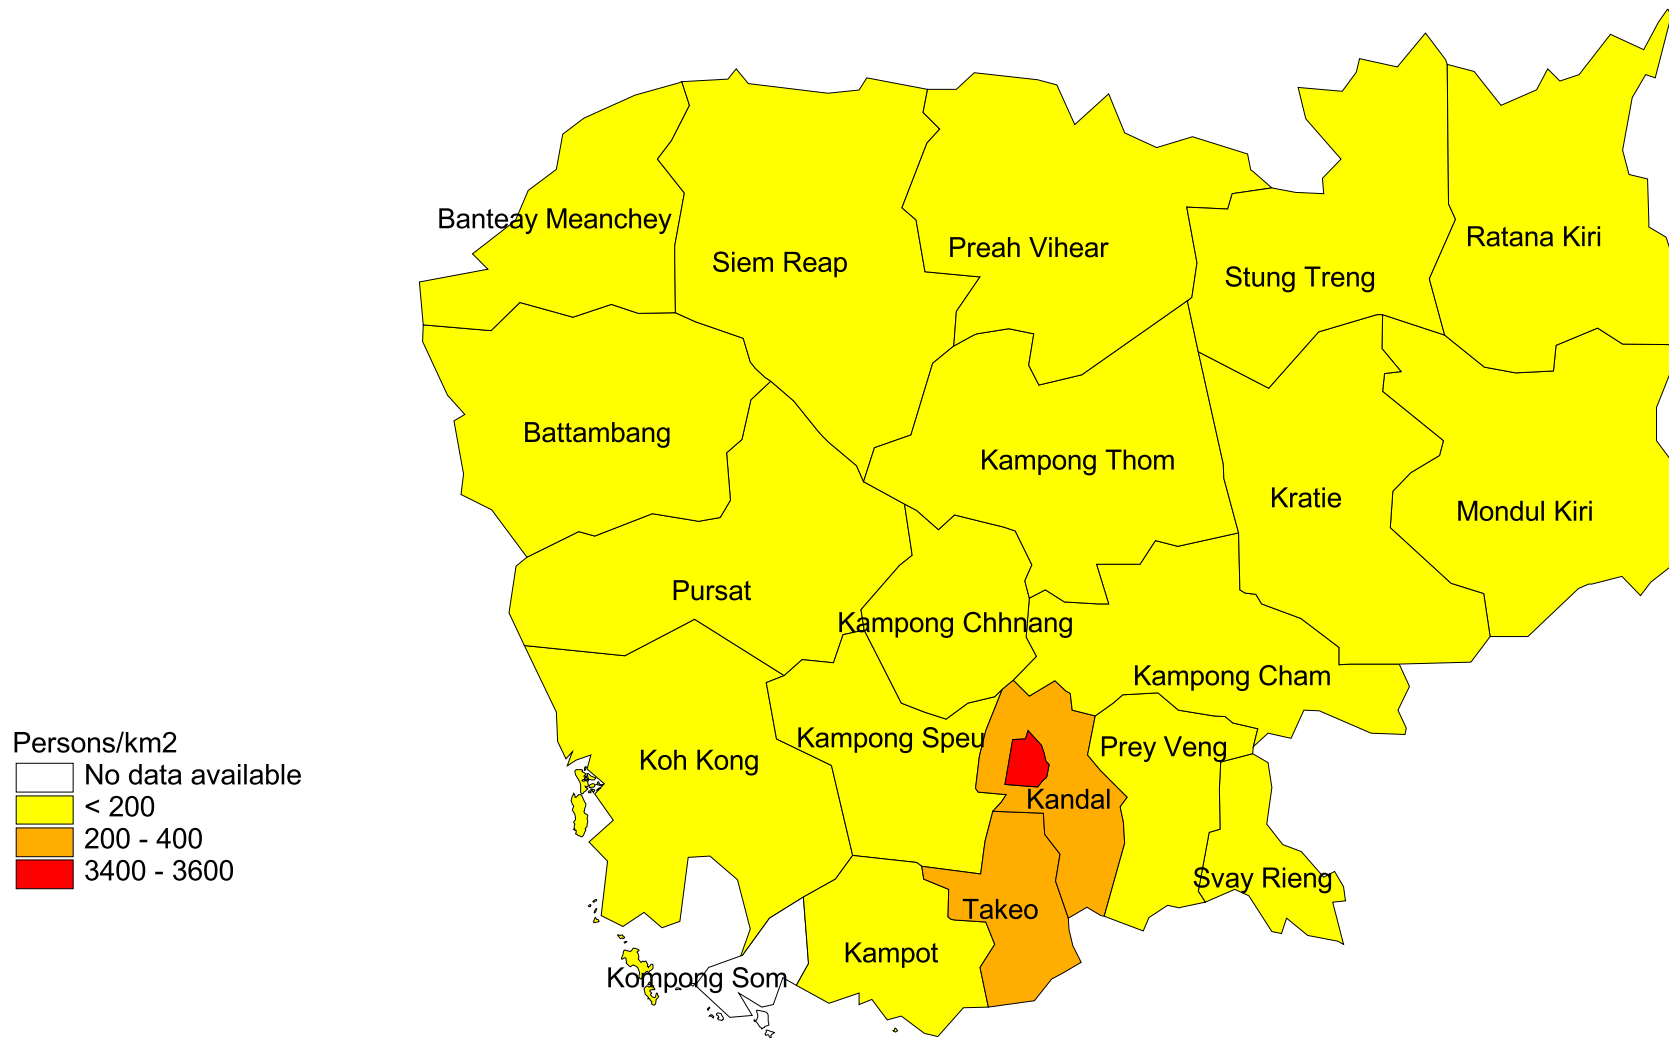 Banteay Meanchey
Siem Reap
Preah Vihear
Stung Treng
Ratana Kiri
Battambang
Kampong Thom
Kratie
Mondul Kiri
Pursat
Kampong Chhnang
Kampong Cham
Kampong Speu
Prey Veng
Koh Kong
Kandal
Svay Rieng
Takeo
Kampot
Kompong Som
Persons/km2
No data available
< 200
200 - 400
3400 - 3600